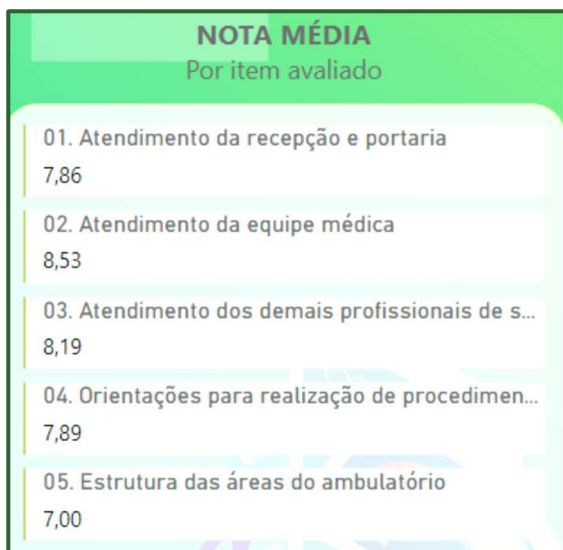 NOTA MÉDIA
Por item avaliado
01. Atendimento da recepção e portaria
7,86
02. Atendimento da equipe médica
8,53
03. Atendimento dos demais profissionais de s...
8,19
04. Orientações para realização de procedimen...
7,89
05. Estrutura das áreas do ambulatório
7,00